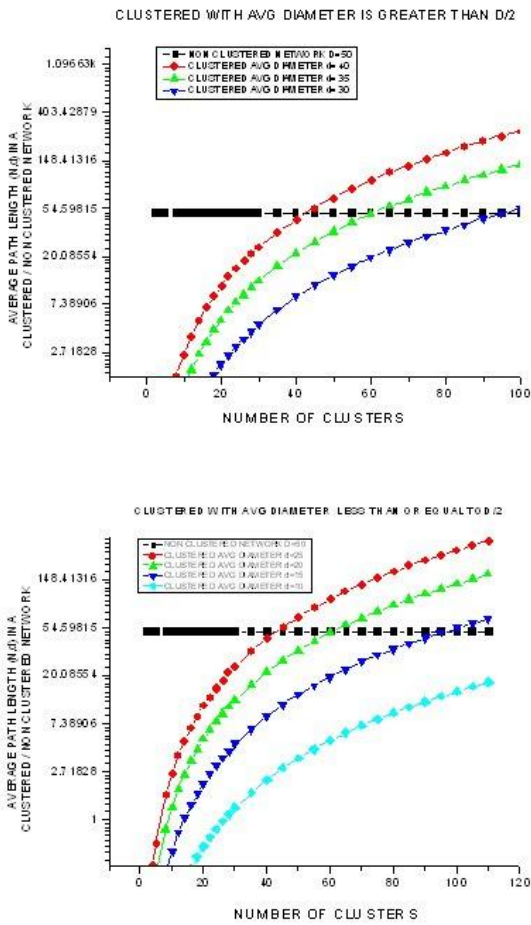 CLUSTERED WITH AVG DIAMETER IS GREATER THAN D/2
NON CLUSTERED NETWORK D=50
CLUSTERED AVG DIAMETER d= 40
CLUSTERED AVG DIAMETER d= 35
CLUSTERED AVG DIAMETER d= 30
AVERAGE PATH LENGTH (N,d) IN A
CLUSTERED / NON CLUSTERED NETWORK
403.42879
148.41316
54.59815
20.08554
7.38906
2.71828
0
20
40
60
80
100
NUMBER OF CLUSTERS
CLUSTERED WITH AVG DIAMETER LESS THAN OR EQUAL TO D/2
NON CLUSTERED NETWORK D=50
CLUSTERED AVG DIAMETER d=25
CLUSTERED AVG DIAMETER d=20
CLUSTERED AVG DIAMETER d=15
CLUSTERED AVG DIAMETER d=10
AVERAGE PATH LENGTH (N,d) IN A
CLUSTERED / NON CLUSTERED NETWORK
148.41316
54.59815
20.08554
7.38906
2.71828
1
0
20
40
60
80
100
120
NUMBER OF CLUSTERS